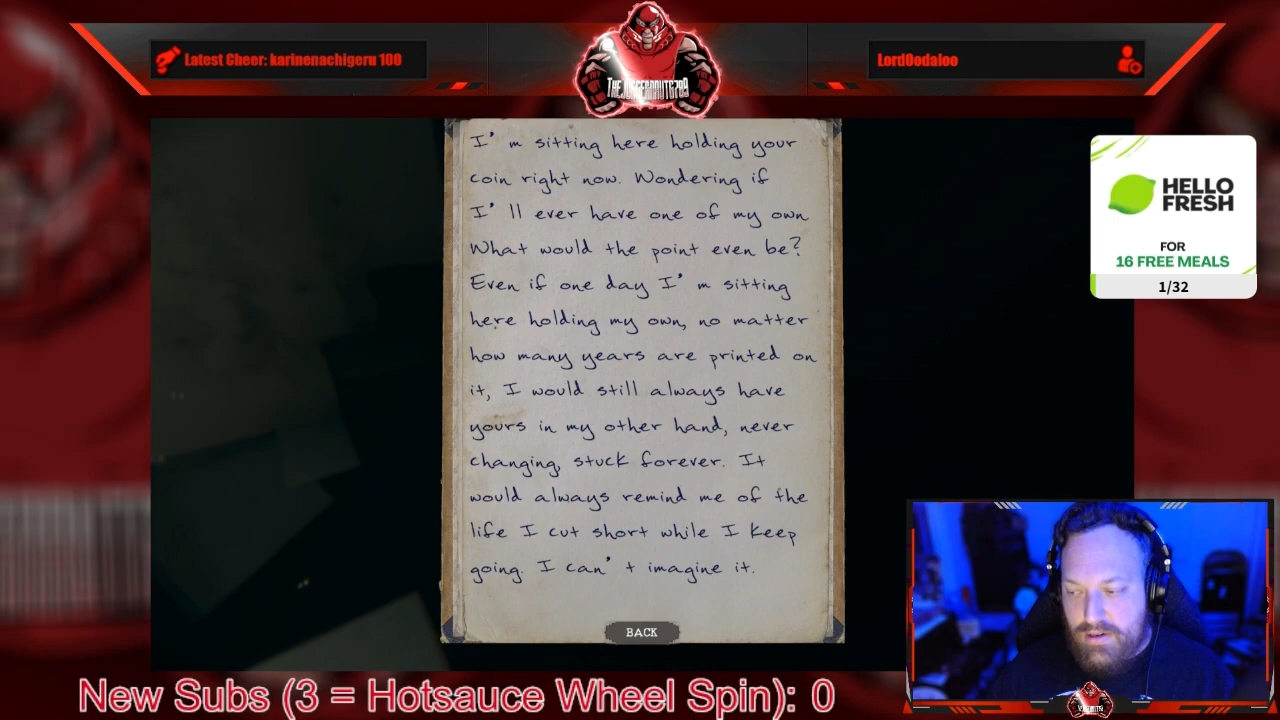 Latest Cheer: karinenachigeru 100
LordOodaloo
I' m sitting here holding your
coin right now. Wondering if
I' ll ever have one of my own
What would the point even be?
Even if one day I' m sitting
here holding my own, no matter
how many years are printed on
it, I would still always have
yours in my other hand, never
changing, stuck forever. It
would always remind me of the
life I cut short while I keep
going. I can' t imagine it.
BACK
HELLO
FRESH
FOR
16 FREE MEALS
1/32
New Subs (3 = Hotsauce Wheel Spin): 0